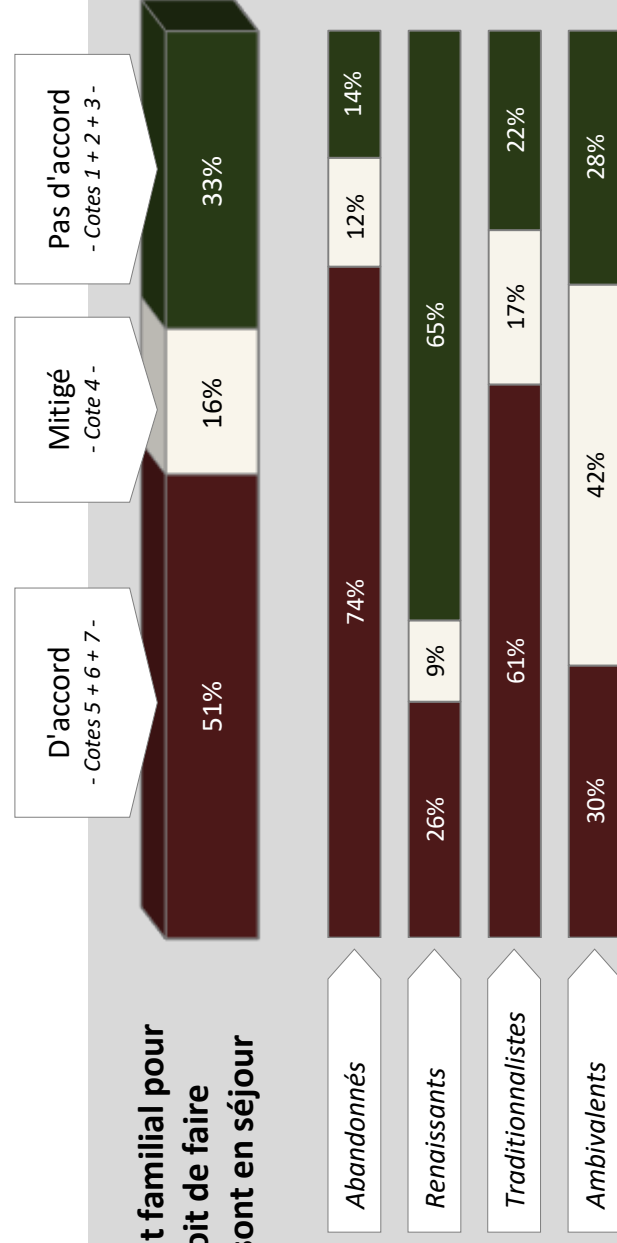 D'accord
- Cotes 5 + 6 + 7 -
Mitigé
- Cote 4 -
Pas d'accord
- Cotes 1 + 2 + 3 -
t familial pour
oit de faire
sont en séjour
51%
16%
33%
Abandonnés
74%
12%
14%
Renaissants
26%
9%
65%
Traditionnalistes
61%
17%
22%
Ambivalents
30%
42%
28%